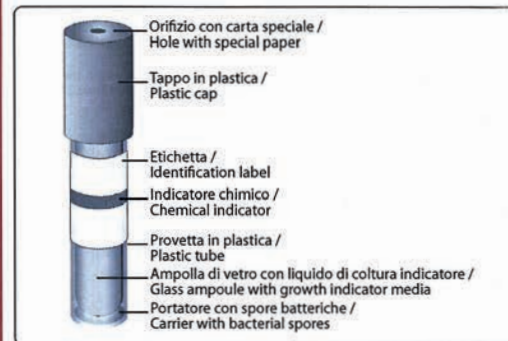 Orifizio con carta speciale /
Hole with special paper
Tappo in plastica /
Plastic cap
Etichetta /
Identification label
Indicatore chimico /
Chemical indicator
Provetta in plastica /
Plastic tube
Ampolla di vetro con liquido di coltura indicatore /
Glass ampoule with growth indicator media
Portatore con spore batteriche /
Carrier with bacterial spores